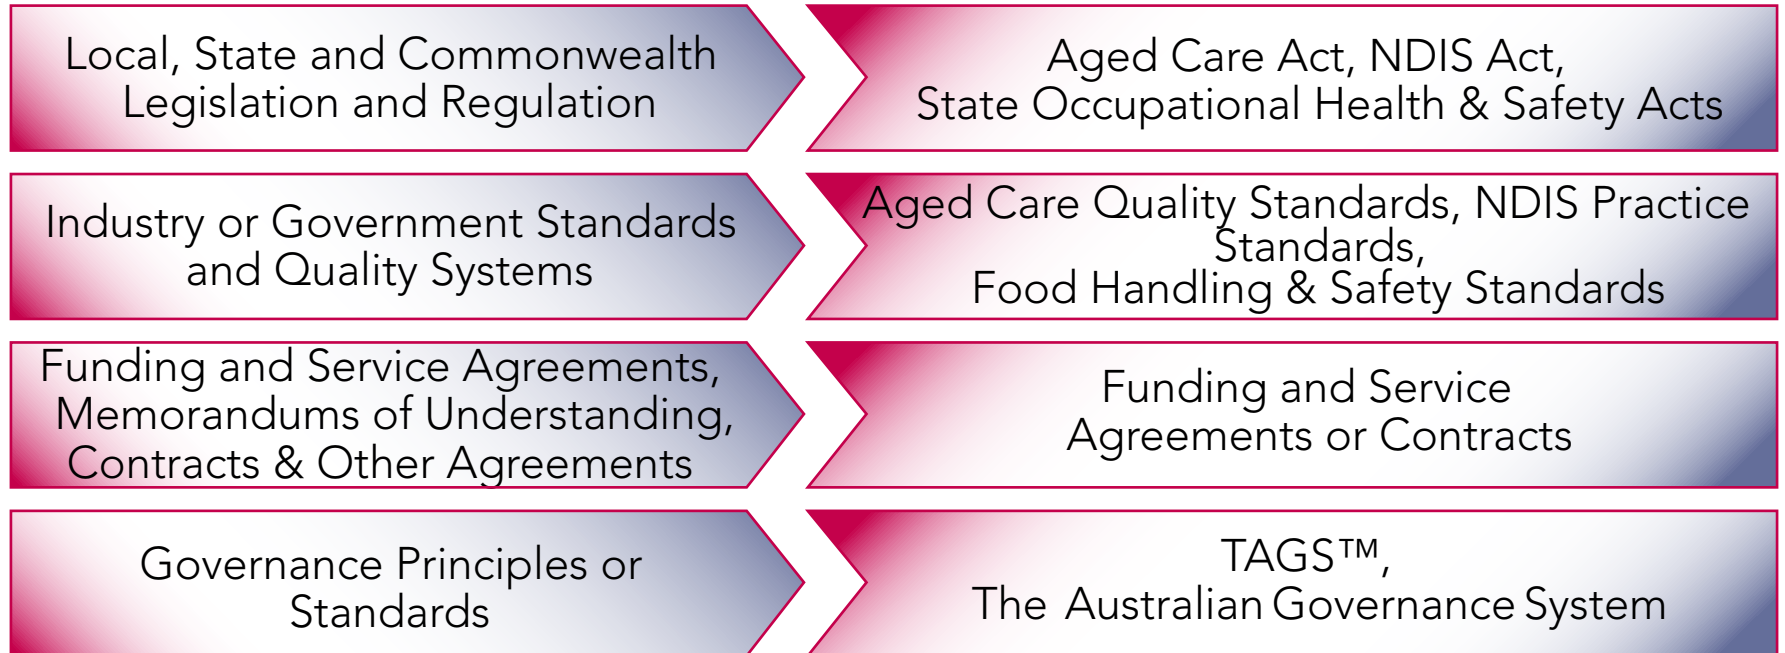 Local, State and Commonwealth
Legislation and Regulation
Aged Care Act, NDIS Act,
State Occupational Health & Safety Acts
Industry or Government Standards
and Quality Systems
Aged Care Quality Standards, NDIS Practice
Standards,
Food Handling & Safety Standards
Funding and Service Agreements,
Memorandums of Understanding,
Contracts & Other Agreements
Funding and Service
Agreements or Contracts
Governance Principles or
Standards
TAGS™,
The Australian Governance System